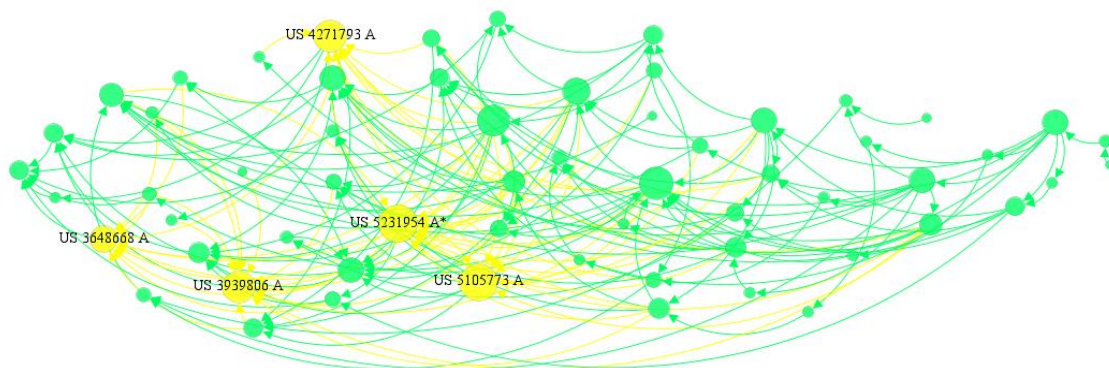 US 4271793 A
US 5231954 A*
US 3648668 A
US 3939806 A
US 5105773 A